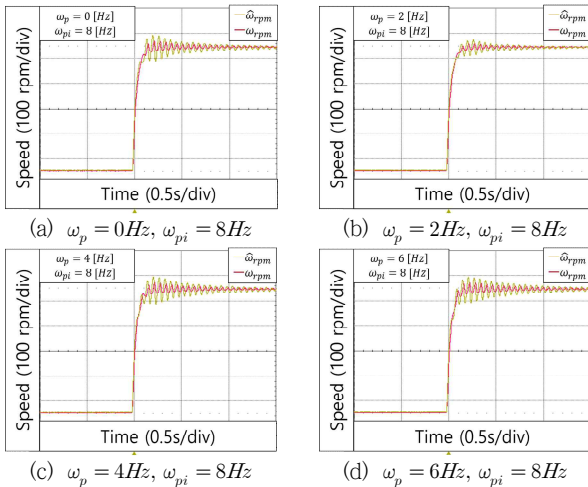 ω_p = 0 [Hz]
ω_pi = 8 [Hz]
ω̂_rpm
ω_rpm
Speed (100 rpm/div)
Time (0.5s/div)
(a) ω_p = 0Hz, ω_pi = 8Hz
ω_p = 2 [Hz]
ω_pi = 8 [Hz]
ω̂_rpm
ω_rpm
Speed (100 rpm/div)
Time (0.5s/div)
(b) ω_p = 2Hz, ω_pi = 8Hz
ω_p = 4 [Hz]
ω_pi = 8 [Hz]
ω̂_rpm
ω_rpm
Speed (100 rpm/div)
Time (0.5s/div)
(c) ω_p = 4Hz, ω_pi = 8Hz
ω_p = 6 [Hz]
ω_pi = 8 [Hz]
ω̂_rpm
ω_rpm
Speed (100 rpm/div)
Time (0.5s/div)
(d) ω_p = 6Hz, ω_pi = 8Hz